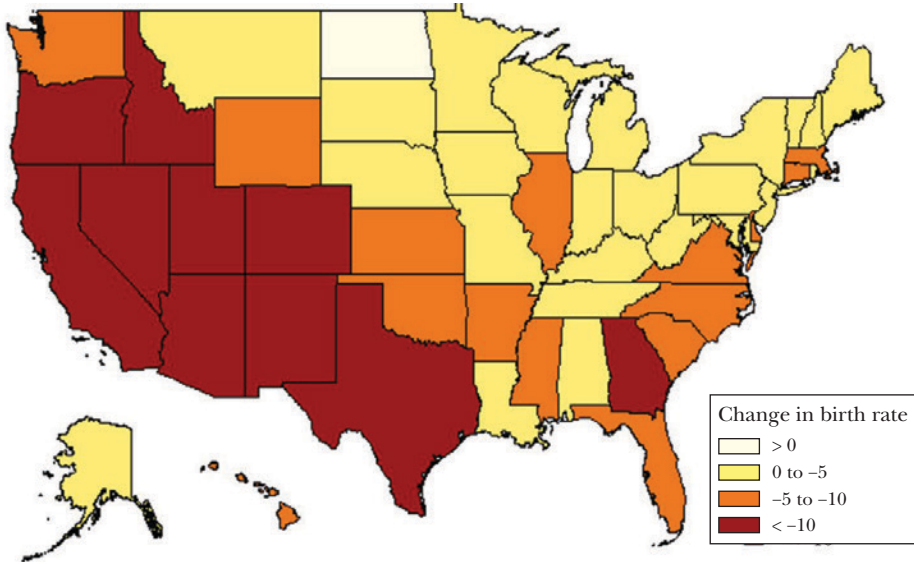 Change in birth rate
> 0
0 to –5
–5 to –10
< –10